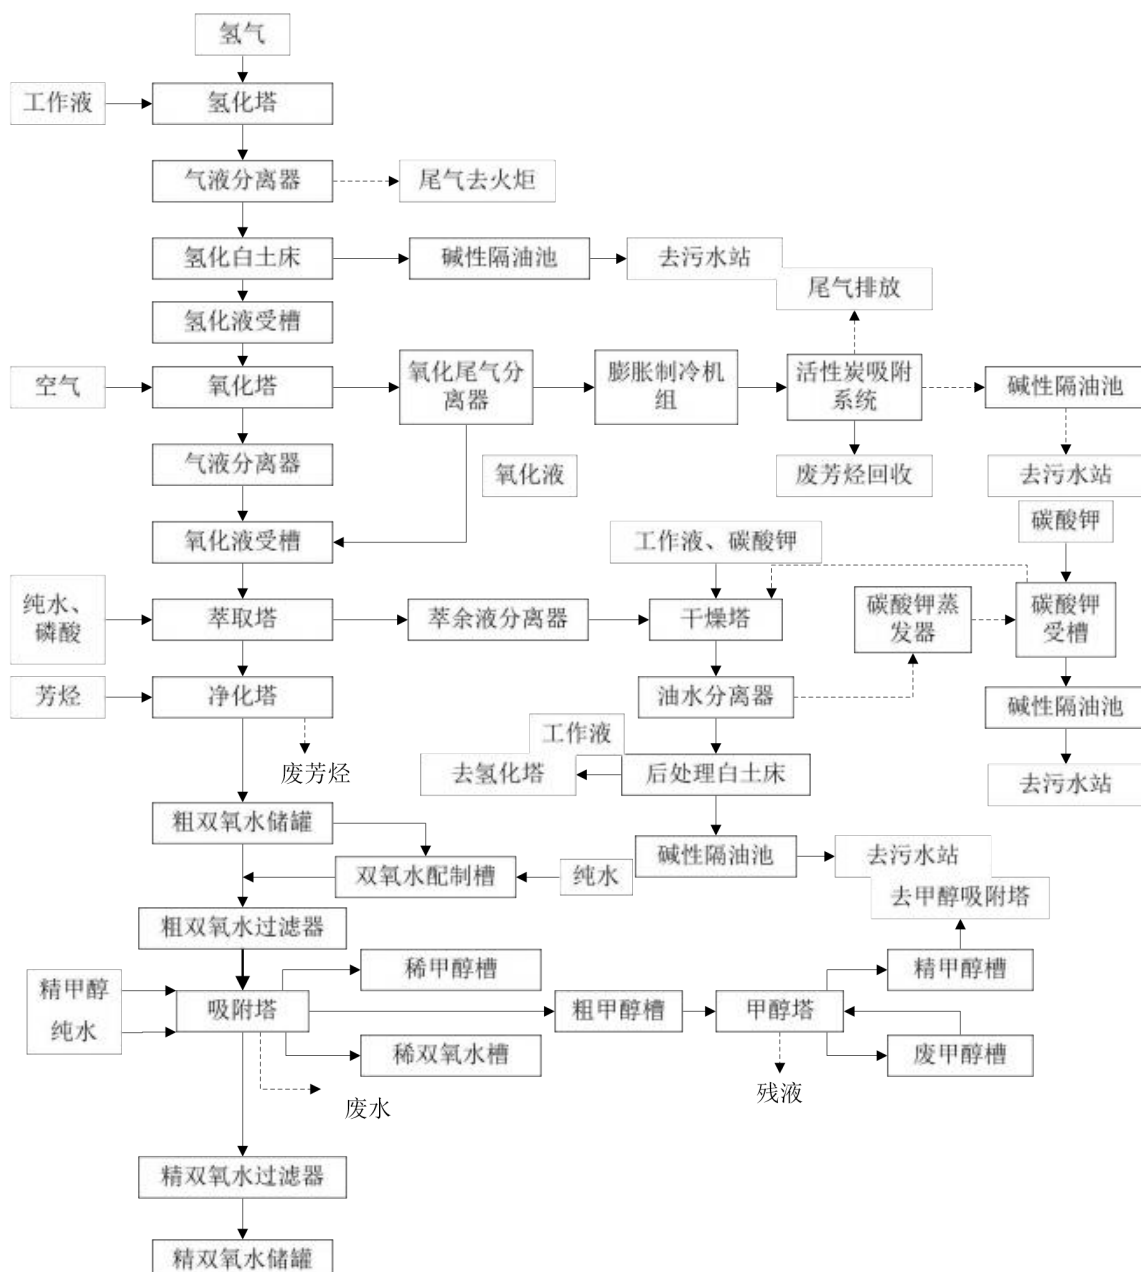 氢气
工作液
氢化塔
气液分离器
尾气去火炬
氢化白土床
碱性隔油池
去污水站
尾气排放
氢化液受槽
空气
氧化塔
氧化尾气分
离器
膨胀制冷机
组
活性炭吸附
系统
碱性隔油池
气液分离器
氧化液
废芳烃回收
去污水站
碳酸钾
氧化液受槽
工作液、碳酸钾
纯水、
磷酸
萃取塔
萃余液分离器
干燥塔
碳酸钾蒸
发器
碳酸钾
受槽
芳烃
净化塔
油水分离器
碱性隔油池
废芳烃
工作液
去氢化塔
后处理白土床
去污水站
粗双氧水储罐
碱性隔油池
去污水站
双氧水配制槽
纯水
去甲醇吸附塔
粗双氧水过滤器
稀甲醇槽
精甲醇槽
精甲醇
纯水
吸附塔
粗甲醇槽
甲醇塔
稀双氧水槽
废甲醇槽
废水
残液
精双氧水过滤器
精双氧水储罐